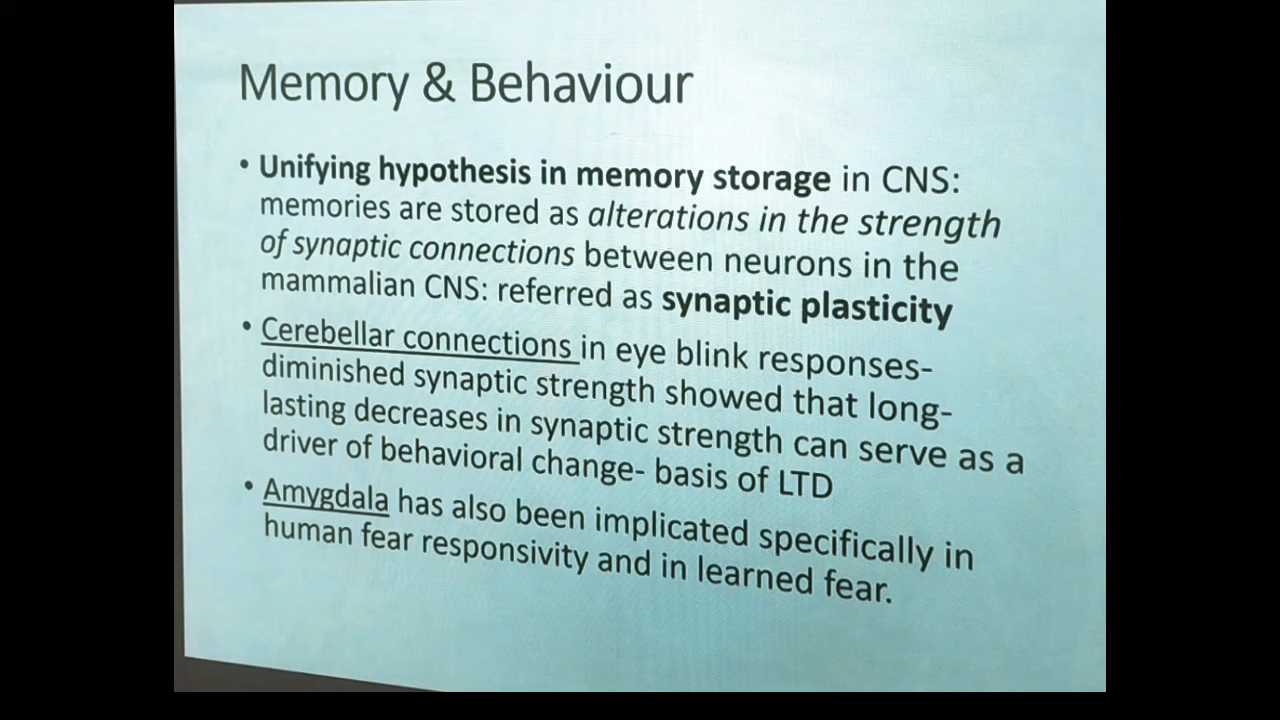 Memory & Behaviour
• Unifying hypothesis in memory storage in CNS:
memories are stored as alterations in the strength
of synaptic connections between neurons in the
mammalian CNS: referred as synaptic plasticity
• Cerebellar connections in eye blink responses-
diminished synaptic strength showed that long-
lasting decreases in synaptic strength can serve as a
driver of behavioral change- basis of LTD
• Amygdala has also been implicated specifically in
human fear responsivity and in learned fear.